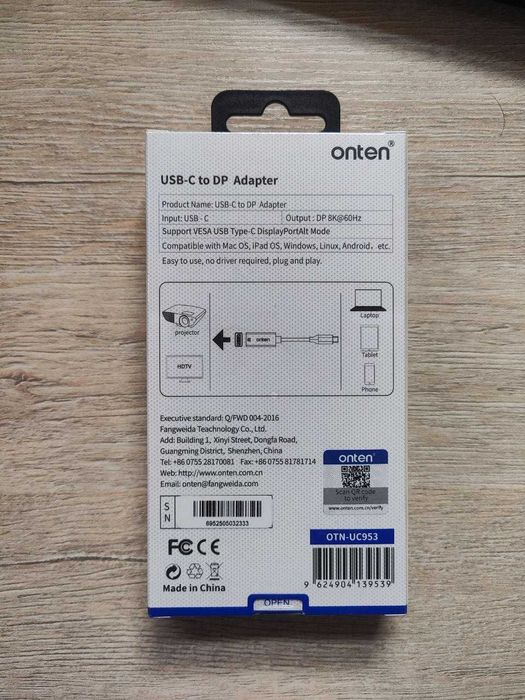 onten®
USB-C to DP Adapter
Product Name: USB-C to DP Adapter
Input: USB - C Output : DP 8K@60Hz
Support VESA USB Type-C DisplayPortAlt Mode
Compatible with Mac OS, iPad OS, Windows, Linux, Android, etc.
Easy to use, no driver required, plug and play.
projector
HDTV
onten
Laptop
Tablet
Phone
Executive standard: Q/FWD 004-2016
Fangweida Teachnology Co., Ltd.
Add: Building 1, Xinyi Street, Dongfa Road,
Guangming District, Shenzhen, China
Tel: +86 0755 28170081 Fax: +86 0755 81781714
Web: http://www.onten.com.cn
Email: onten@fangweida.com
onten
Scan QR code
to verify
www.onten.com.cn/verify
SN
6952505032333
FC CE
OTN-UC953
9 624904 139539
Made in China
OPEN